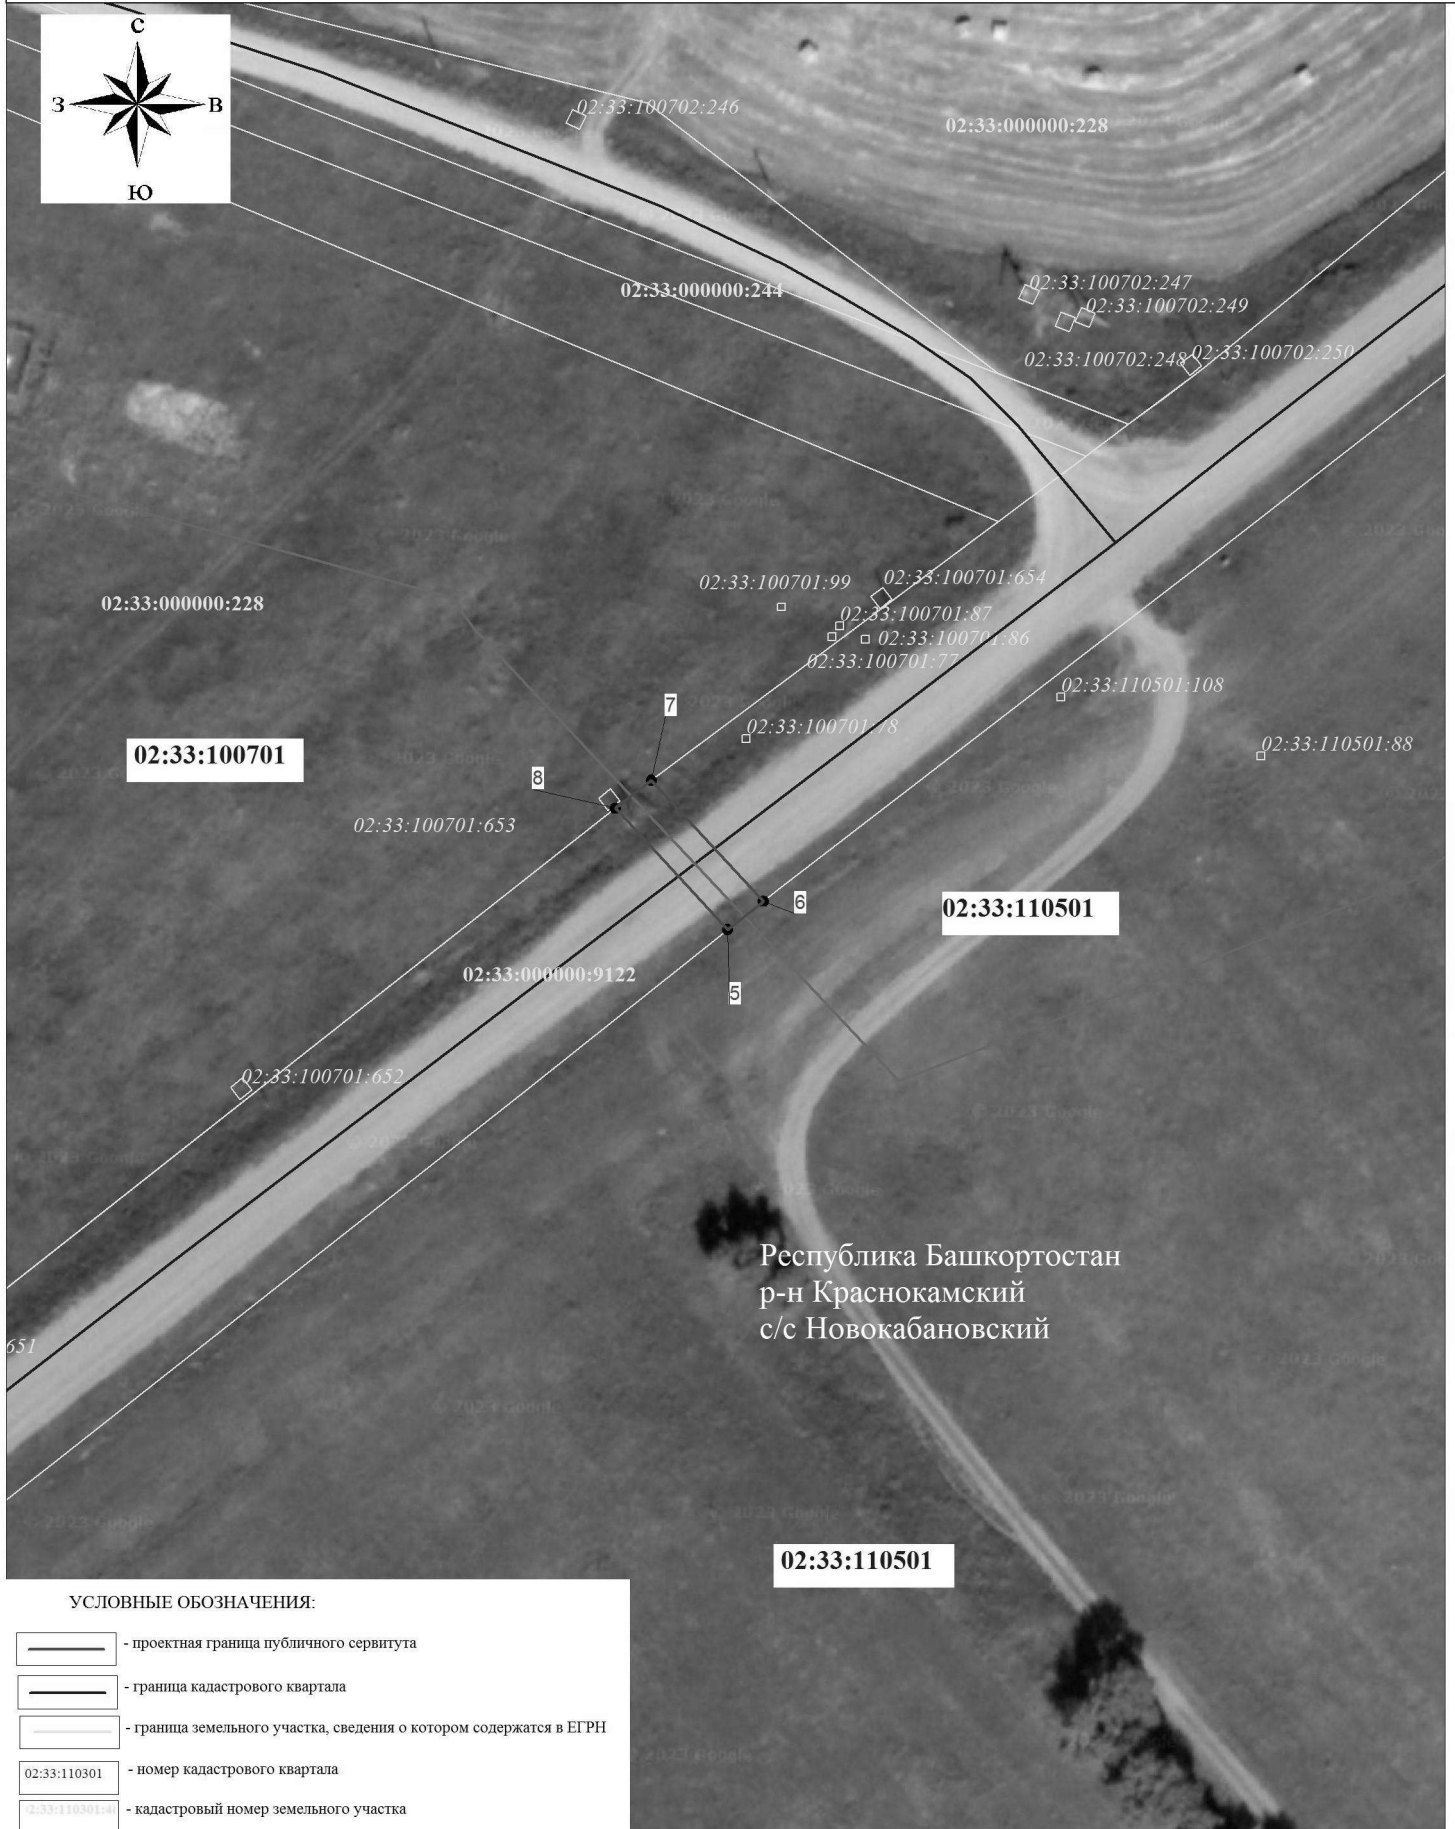 С
З
В
Ю
02:33:100702:246
02:33:000000:228
02:33:000000:244
02:33:100702:247
02:33:100702:249
02:33:100702:248
02:33:100702:250
02:33:000000:228
02:33:100701:99
02:33:100701:654
02:33:100701:87
02:33:100701:86
02:33:100701:77
02:33:110501:108
02:33:100701:78
02:33:110501:88
7
02:33:100701
8
02:33:100701:653
6
02:33:110501
02:33:000000:9122
5
02:33:100701:652
651
Республика Башкортостан
р-н Краснокамский
с/с Новокабановский
02:33:110501
УСЛОВНЫЕ ОБОЗНАЧЕНИЯ:
- проектная граница публичного сервитута
- граница кадастрового квартала
- граница земельного участка, сведения о котором содержатся в ЕГРН
02:33:110301
- номер кадастрового квартала
- кадастровый номер земельного участка
© 2023 Google